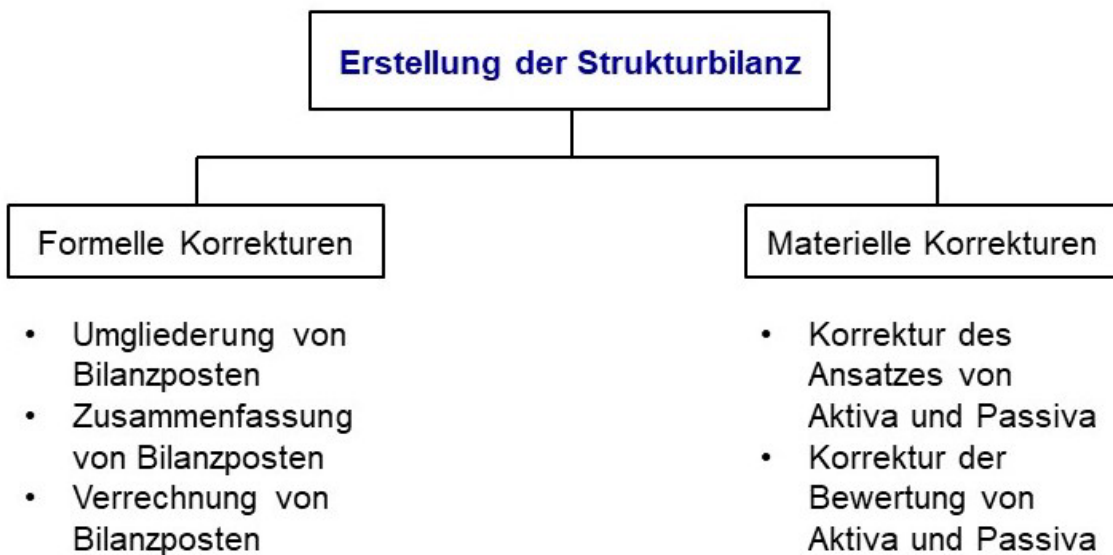 Erstellung der Strukturbilanz
Formelle Korrekturen
• Umgliederung von
Bilanzposten
• Zusammenfassung
von Bilanzposten
• Verrechnung von
Bilanzposten
Materielle Korrekturen
• Korrektur des
Ansatzes von
Aktiva und Passiva
• Korrektur der
Bewertung von
Aktiva und Passiva